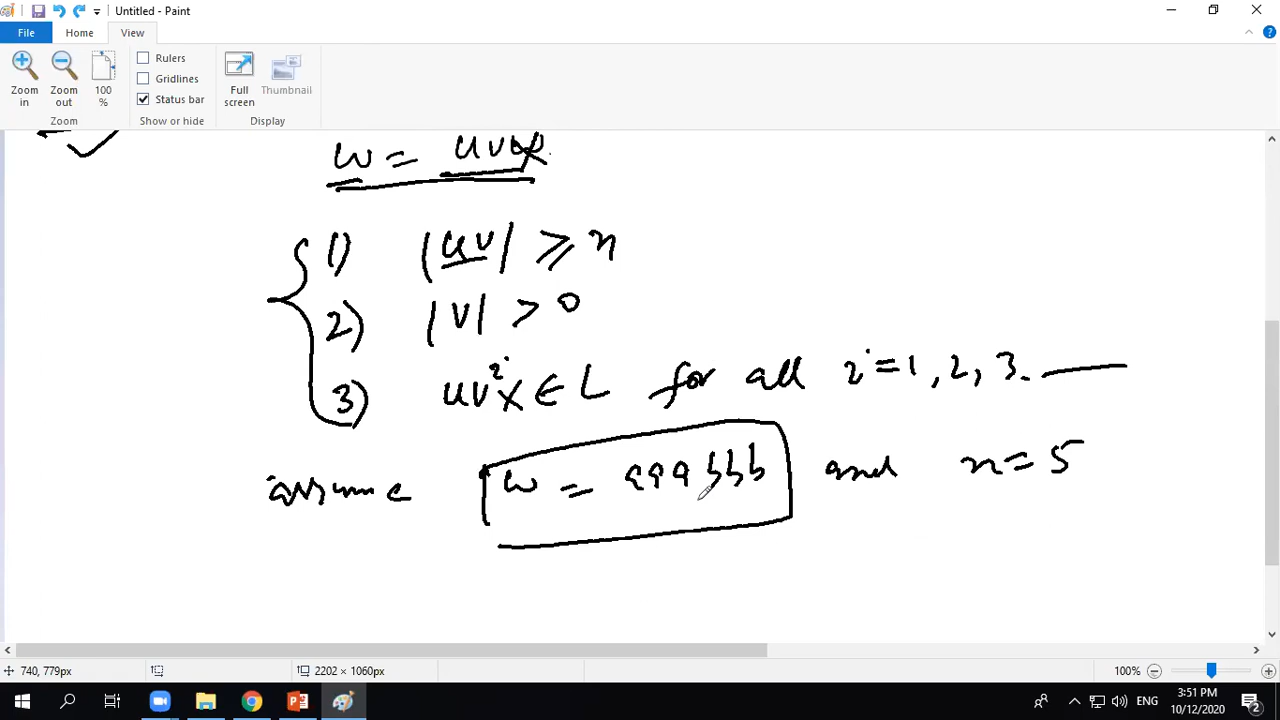 Untitled - Paint
File Home View
Zoom in Zoom out 100 %
Rulers
Gridlines
Status bar
Full screen Thumbnail
Zoom Show or hide Display
w = uvx
1) |uv| ≥ n
2) |v| > 0
3) uv^i x ∈ L for all i = 1, 2, 3. —
assume w = aaabbb and n = 5
740, 779px 2202 × 1060px 100%
ENG 3:51 PM
10/12/2020
2